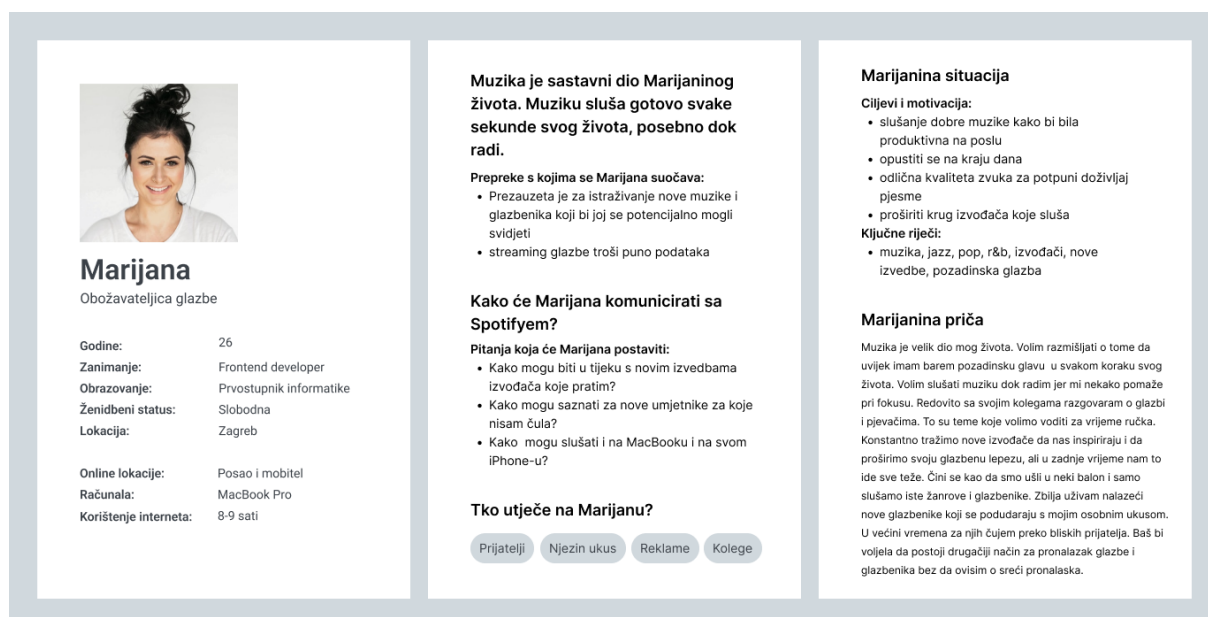 Marijana
Obožavateljica glazbe
Godine: 26
Zanimanje: Frontend developer
Obrazovanje: Prvostupnik informatike
Ženidbeni status: Slobodna
Lokacija: Zagreb
Online lokacije: Posao i mobitel
Računala: MacBook Pro
Korištenje interneta: 8-9 sati
Muzika je sastavni dio Marijaninog
života. Muziku sluša gotovo svake
sekunde svog života, posebno dok
radi.
Prepreke s kojima se Marijana suočava:
• Prezauzeta je za istraživanje nove muzike i
glazbenika koji bi joj se potencijalno mogli
svidjeti
• streaming glazbe troši puno podataka
Kako će Marijana komunicirati sa
Spotifyem?
Pitanja koja će Marijana postaviti:
• Kako mogu biti u tijeku s novim izvedbama
izvođača koje pratim?
• Kako mogu saznati za nove umjetnike za koje
nisam čula?
• Kako mogu slušati i na MacBooku i na svom
iPhone-u?
Tko utječe na Marijanu?
Prijatelji Njezin ukus Reklame Kolege
Marijanina situacija
Ciljevi i motivacija:
• slušanje dobre muzike kako bi bila
produktivna na poslu
• opustiti se na kraju dana
• odlična kvaliteta zvuka za potpuni doživljaj
pjesme
• proširiti krug izvođača koje sluša
Ključne riječi:
• muzika, jazz, pop, r&b, izvođači, nove
izvedbe, pozadinska glazba
Marijanina priča
Muzika je velik dio mog života. Volim razmišljati o tome da
uvijek imam barem pozadinsku glavu u svakom koraku svog
života. Volim slušati muziku dok radim jer mi nekako pomaže
pri fokusu. Redovito sa svojim kolegama razgovaram o glazbi
i pjevačima. To su teme koje volimo voditi za vrijeme ručka.
Konstantno tražimo nove izvođače da nas inspiriraju i da
proširimo svoju glazbenu lepezu, ali u zadnje vrijeme nam to
ide sve teže. Čini se kao da smo ušli u neki balon i samo
slušamo iste žanrove i glazbenike. Zbilja uživam nalazeći
nove glazbenike koji se podudaraju s mojim osobnim ukusom.
U većini vremena za njih čujem preko bliskih prijatelja. Baš bi
voljela da postoji drugačiji način za pronalazak glazbe i
glazbenika bez da ovisim o sreći pronalaska.